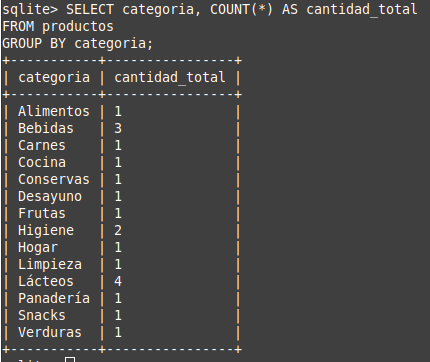 sqlite> SELECT categoria, COUNT(*) AS cantidad_total
FROM productos
GROUP BY categoria;
+-----------+----------------+
| categoria | cantidad_total |
+-----------+----------------+
| Alimentos | 1              |
| Bebidas   | 3              |
| Carnes    | 1              |
| Cocina    | 1              |
| Conservas | 1              |
| Desayuno  | 1              |
| Frutas    | 1              |
| Higiene   | 2              |
| Hogar     | 1              |
| Limpieza  | 1              |
| Lácteos   | 4              |
| Panadería | 1              |
| Snacks    | 1              |
| Verduras  | 1              |
+-----------+----------------+